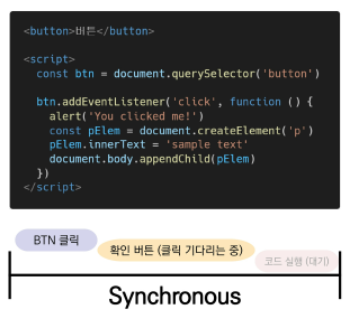 <button>버튼</button>
<script>
const btn = document.querySelector('button')
btn.addEventListener('click', function () {
alert('You clicked me!')
const pElem = document.createElement('p')
pElem.innerText = 'sample text'
document.body.appendChild(pElem)
})
</script>
BTN 클릭
확인 버튼 (클릭 기다리는 중)
코드 실행 (대기)
Synchronous